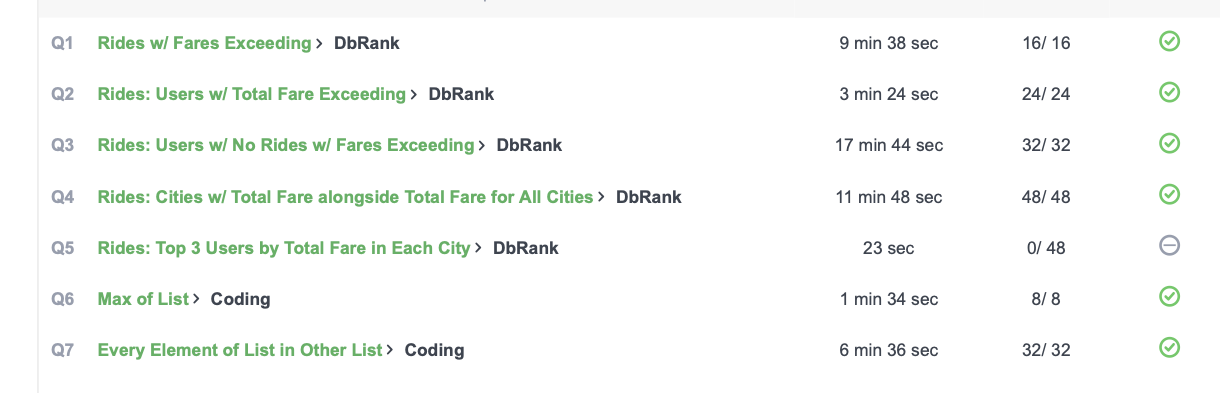 Q1 Rides w/ Fares Exceeding > DbRank 9 min 38 sec 16/ 16
Q2 Rides: Users w/ Total Fare Exceeding > DbRank 3 min 24 sec 24/ 24
Q3 Rides: Users w/ No Rides w/ Fares Exceeding > DbRank 17 min 44 sec 32/ 32
Q4 Rides: Cities w/ Total Fare alongside Total Fare for All Cities > DbRank 11 min 48 sec 48/ 48
Q5 Rides: Top 3 Users by Total Fare in Each City > DbRank 23 sec 0/ 48
Q6 Max of List > Coding 1 min 34 sec 8/ 8
Q7 Every Element of List in Other List > Coding 6 min 36 sec 32/ 32